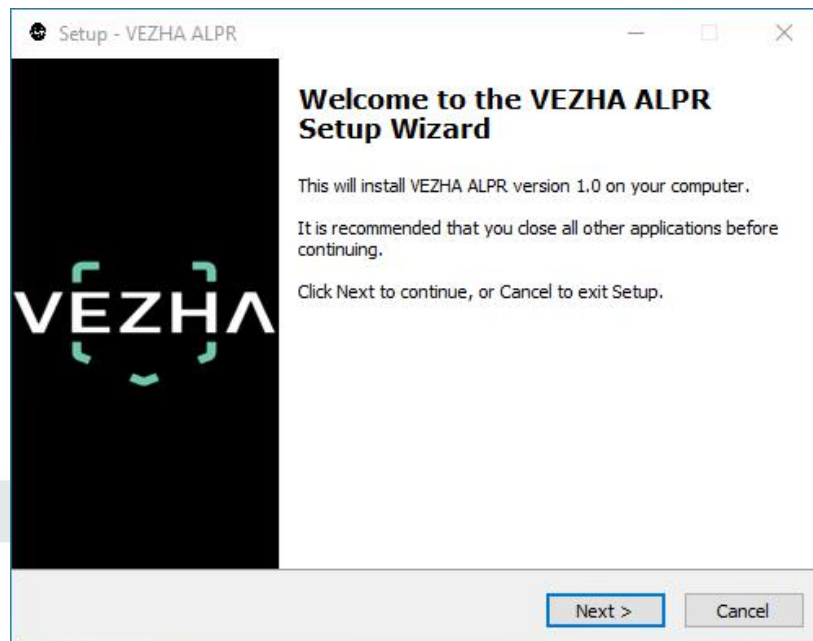 Setup - VEZHA ALPR
Welcome to the VEZHA ALPR
Setup Wizard
This will install VEZHA ALPR version 1.0 on your computer.
It is recommended that you close all other applications before
continuing.
Click Next to continue, or Cancel to exit Setup.
VEZHA
Next >
Cancel